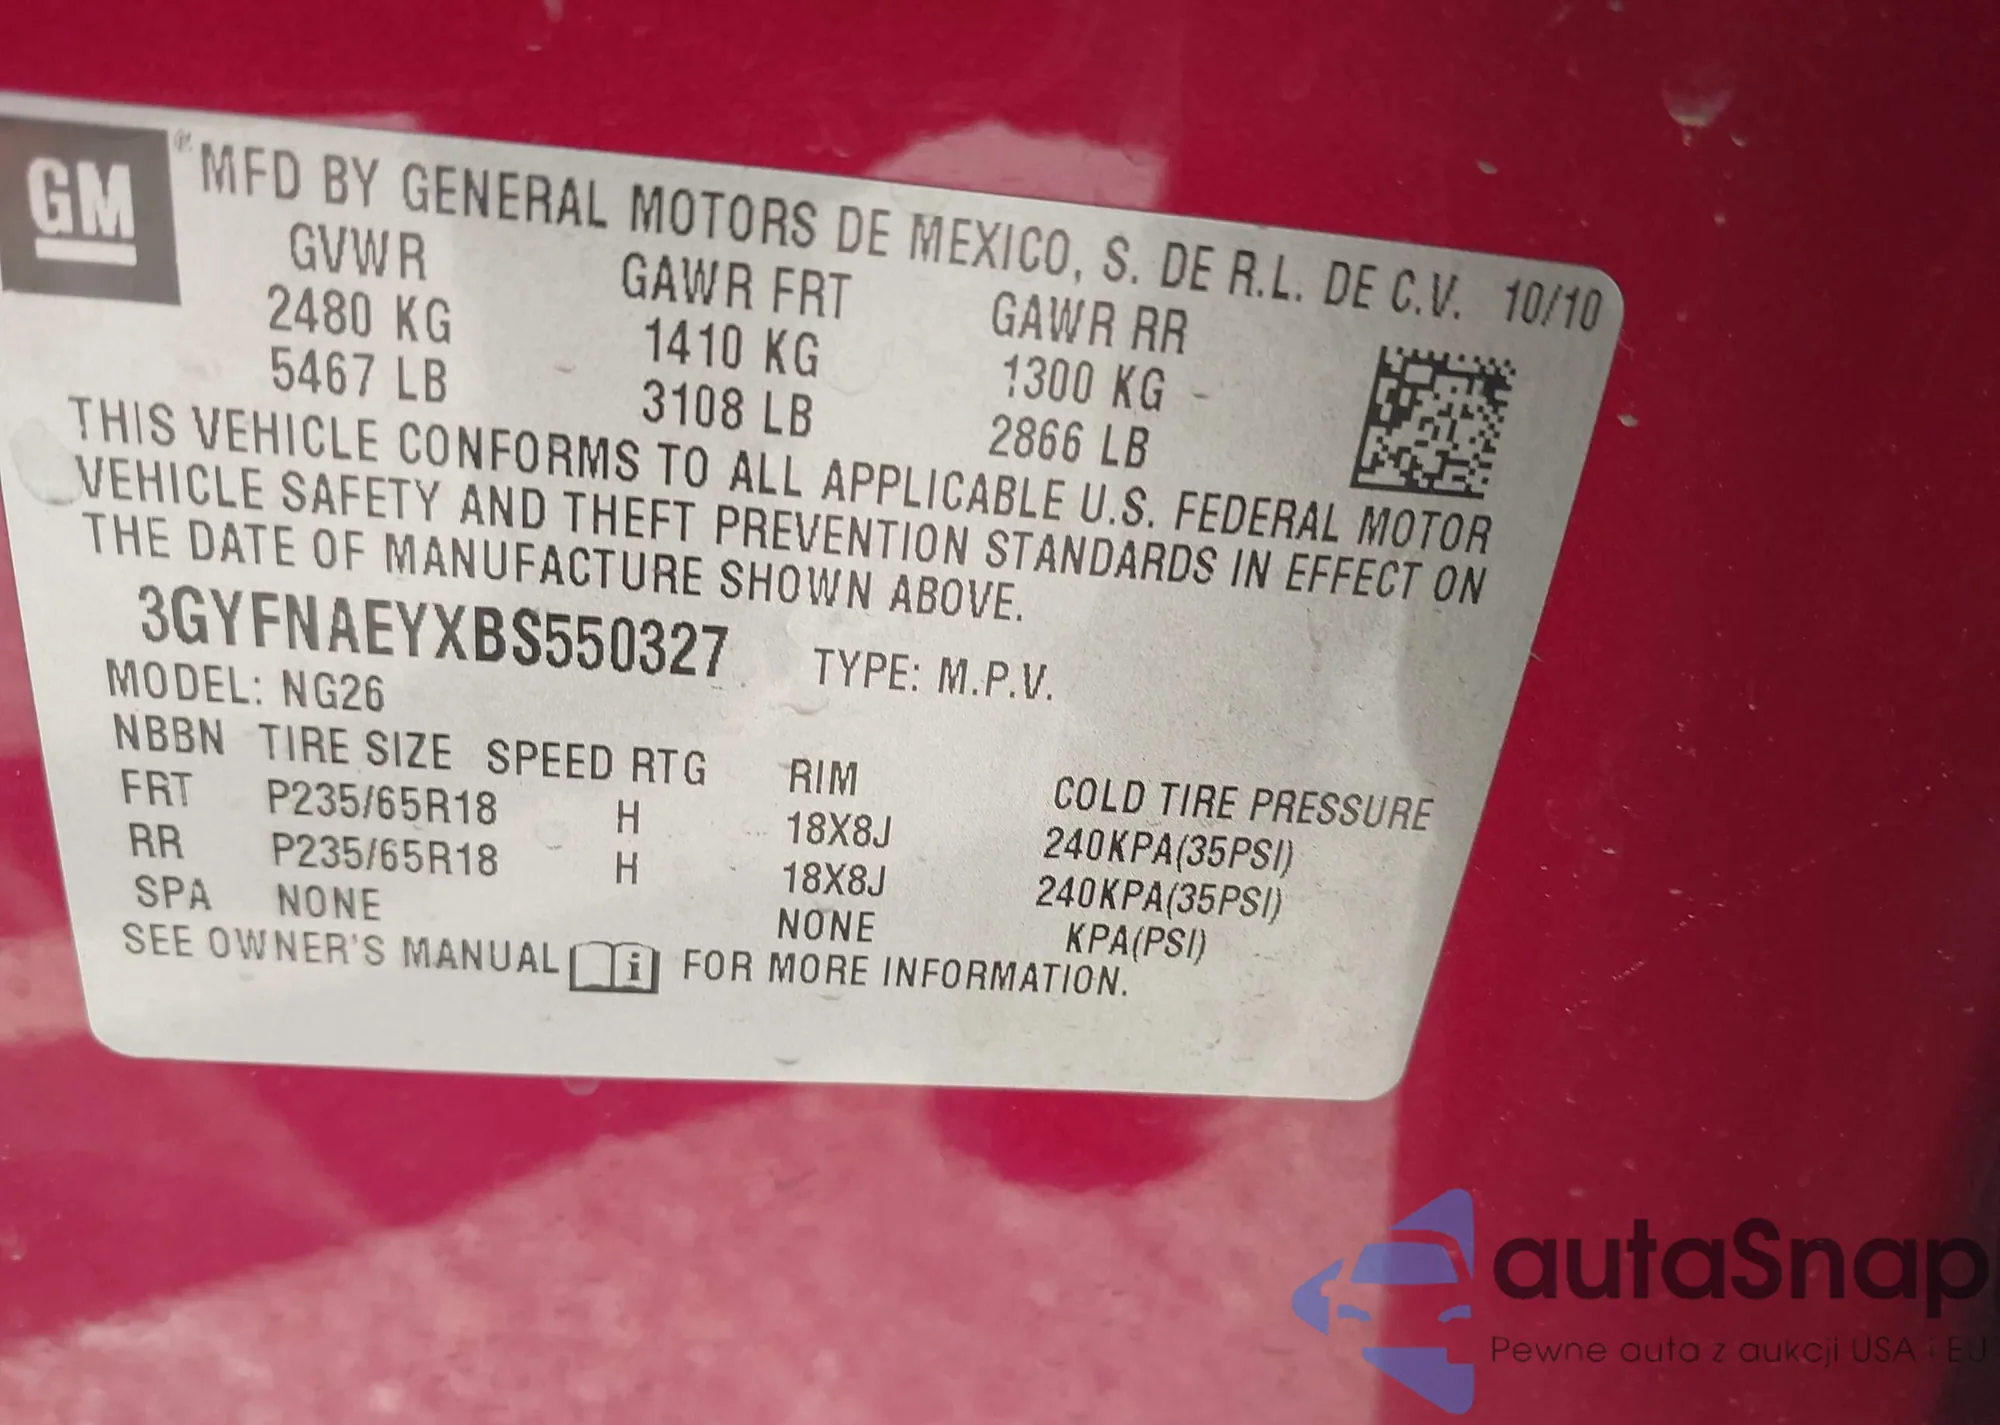 GM
MFD BY GENERAL MOTORS DE MEXICO, S. DE R.L. DE C.V. 10/10
GVWR GAWR FRT GAWR RR
2480 KG 1410 KG 1300 KG
5467 LB 3108 LB 2866 LB
THIS VEHICLE CONFORMS TO ALL APPLICABLE U.S. FEDERAL MOTOR
VEHICLE SAFETY AND THEFT PREVENTION STANDARDS IN EFFECT ON
THE DATE OF MANUFACTURE SHOWN ABOVE.
3GYFNAEYXBS550327 TYPE: M.P.V.
MODEL: NG26
NBBN TIRE SIZE SPEED RTG RIM COLD TIRE PRESSURE
FRT P235/65R18 H 18X8J 240KPA(35PSI)
RR P235/65R18 H 18X8J 240KPA(35PSI)
SPA NONE NONE KPA(PSI)
SEE OWNER'S MANUAL i FOR MORE INFORMATION.
autaSnap
Pewne auta z aukcji USA i EU